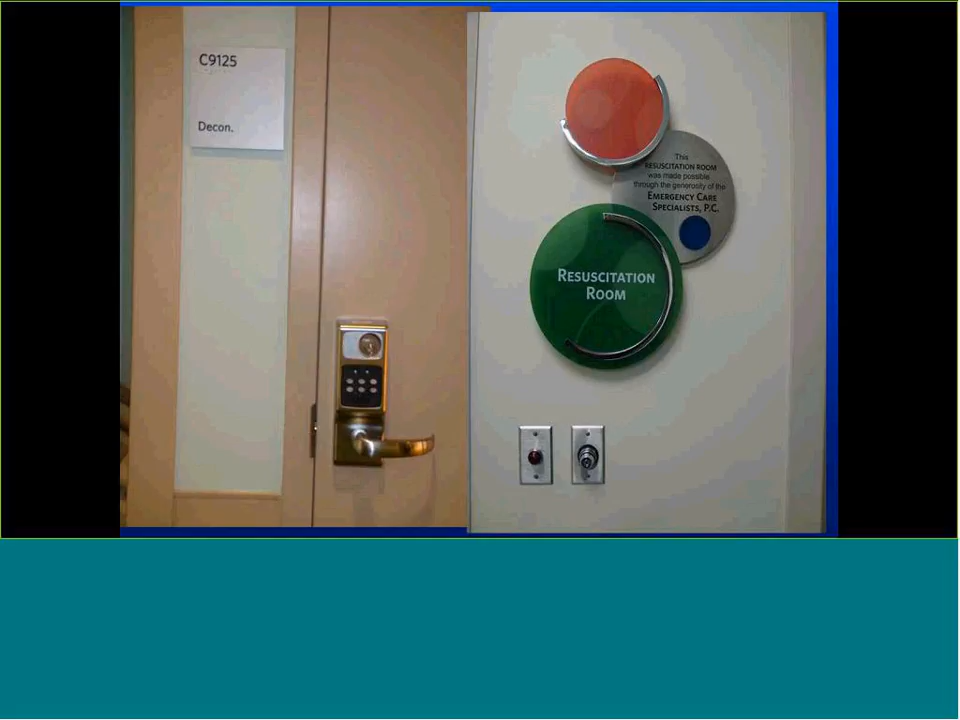 C9125
Decon.
This
RESUSCITATION ROOM
was made possible
through the generosity of the
EMERGENCY CARE
SPECIALISTS, P.C.
RESUSCITATION
ROOM